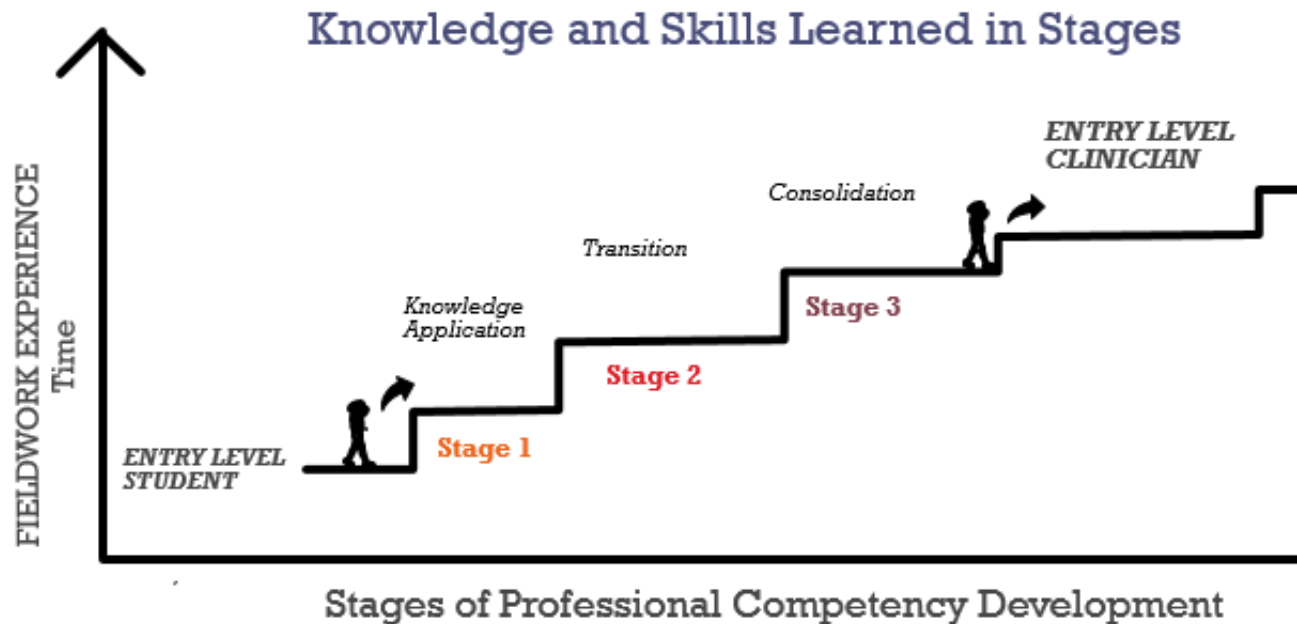 Knowledge and Skills Learned in Stages
ENTRY LEVEL
CLINICIAN
Consolidation
Transition
Stage 3
Knowledge
Application
Stage 2
Stage 1
ENTRY LEVEL
STUDENT
FIELDWORK EXPERIENCE
Time
Stages of Professional Competency Development